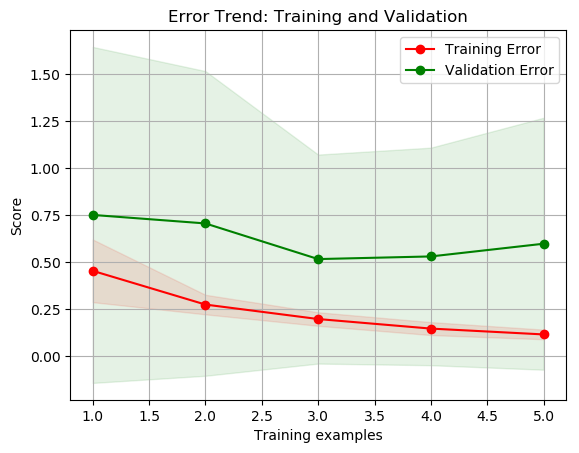 Error Trend: Training and Validation
Training Error
Validation Error
1.50
1.25
1.00
0.75
0.50
0.25
0.00
Score
1.0 1.5 2.0 2.5 3.0 3.5 4.0 4.5 5.0
Training examples